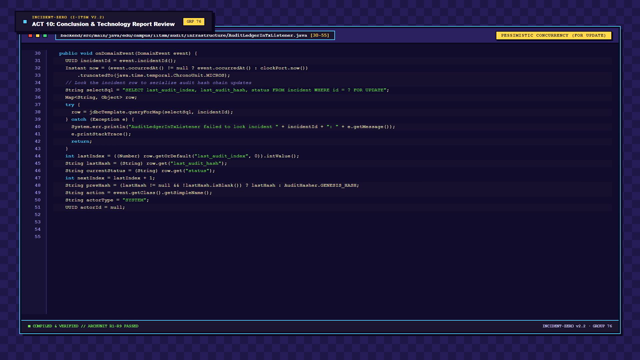 INCIDENT-ZERO (I-ITEM V2.2)
ACT 10: Conclusion & Technology Report Review
GRP 76
backend/src/main/java/edu/campus/iitem/audit/infrastructure/AuditLedgerInTxListener.java [30-55]
PESSIMISTIC CONCURRENCY (FOR UPDATE)
30 public void onDomainEvent(DomainEvent event) {
31 UUID incidentId = event.incidentId();
32 Instant now = (event.occurredAt() != null ? event.occurredAt() : clockPort.now())
33 .truncatedTo(java.time.temporal.ChronoUnit.MICROS);
34 // Lock the incident row to serialize audit hash chain updates
35 String selectSql = "SELECT last_audit_index, last_audit_hash, status FROM incident WHERE id = ? FOR UPDATE";
36 Map<String, Object> row;
37 try {
38 row = jdbcTemplate.queryForMap(selectSql, incidentId);
39 } catch (Exception e) {
40 System.err.println("AuditLedgerInTxListener failed to lock incident " + incidentId + ": " + e.getMessage());
41 e.printStackTrace();
42 return;
43 }
44 int lastIndex = ((Number) row.getOrDefault("last_audit_index", 0)).intValue();
45 String lastHash = (String) row.get("last_audit_hash");
46 String currentStatus = (String) row.get("status");
47 int nextIndex = lastIndex + 1;
48 String prevHash = (lastHash != null && !lastHash.isBlank()) ? lastHash : AuditHasher.GENESIS_HASH;
49 String action = event.getClass().getSimpleName();
50 String actorType = "SYSTEM";
51 UUID actorId = null;
52
53
54
55
COMPILED & VERIFIED // ARCHUNIT R1-R9 PASSED
INCIDENT-ZERO v2.2 · GROUP 76